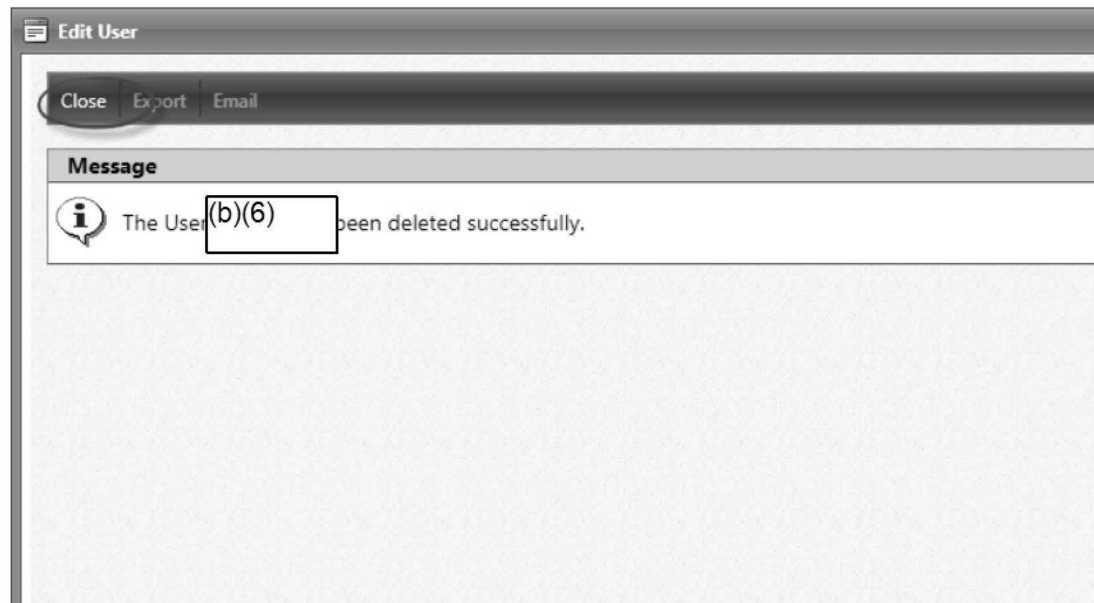 Edit User
Close Export Email
Message
The User (b)(6) been deleted successfully.